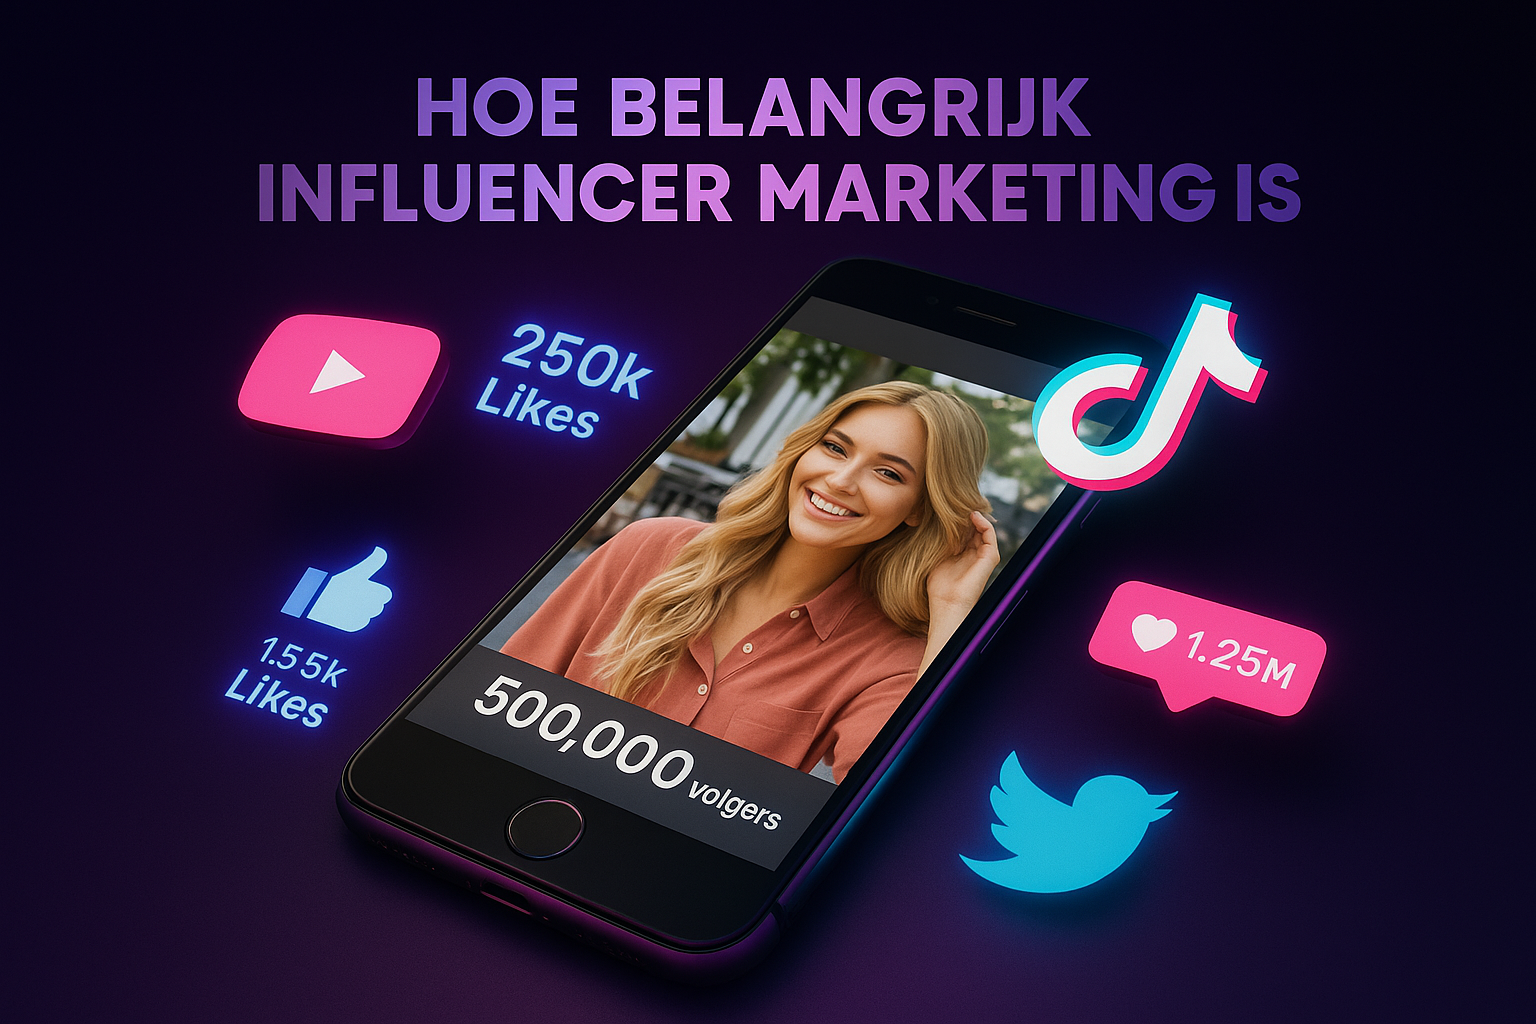 HOE BELANGRIJK
INFLUENCER MARKETING IS
250k
Likes
1.55k
Likes
500,000 volgers
1.25M